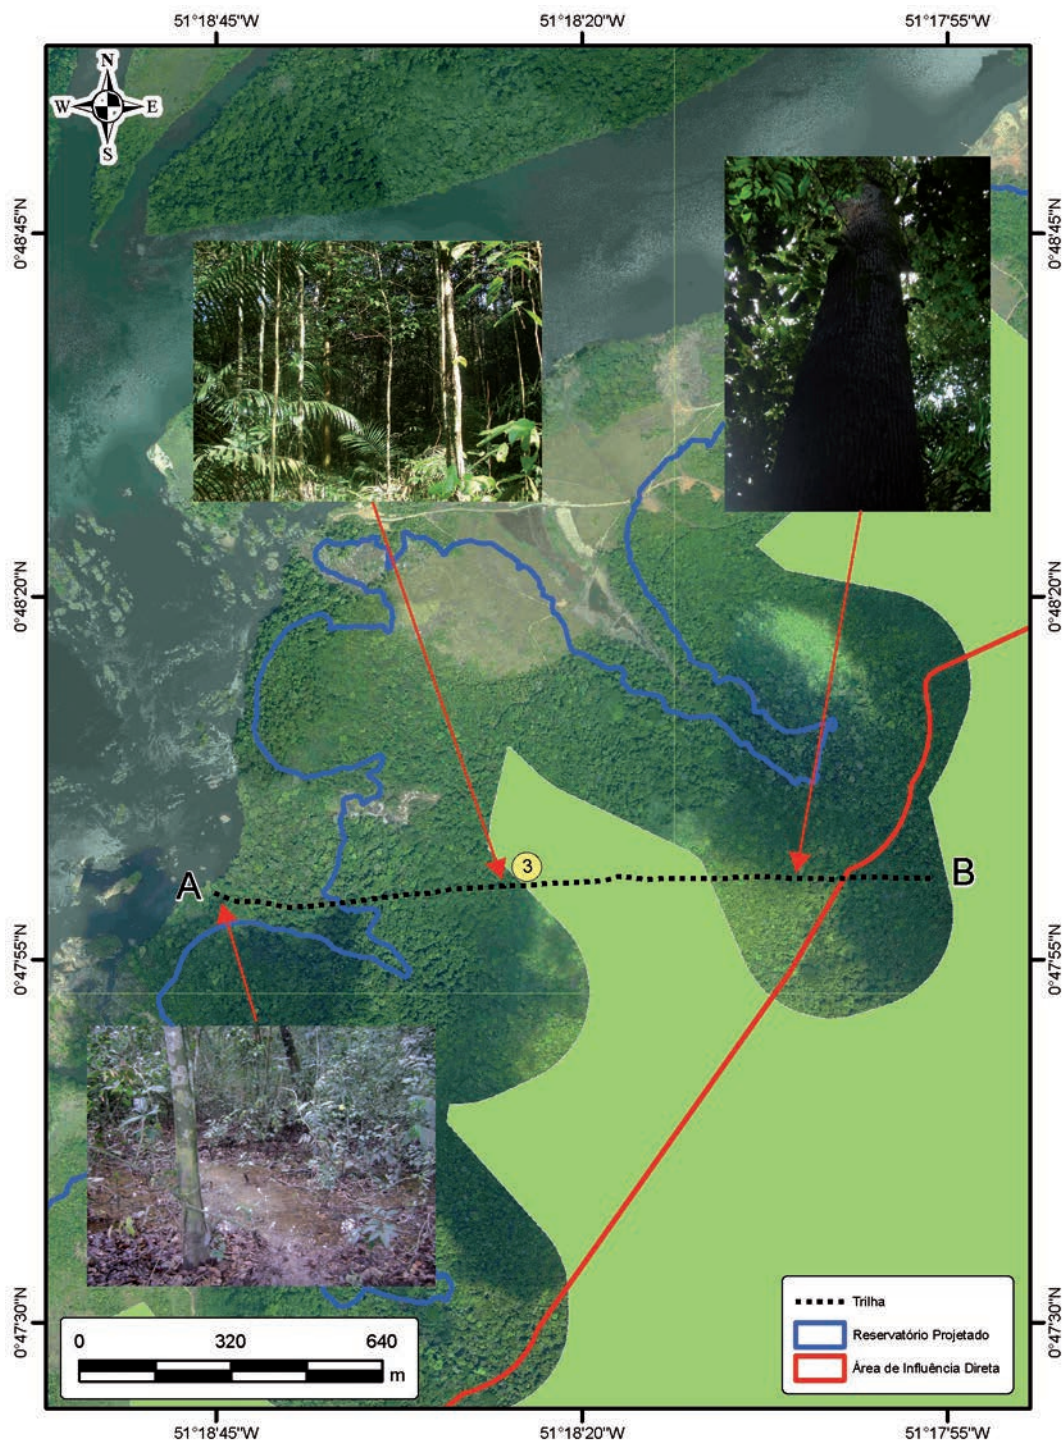 51°18'45"W
51°18'20"W
51°17'55"W
N
W
E
S
0°48'45"N
0°48'45"N
0°48'20"N
0°48'20"N
3
A
B
0°47'55"N
0°47'55"N
0°47'30"N
0°47'30"N
0
320
640
m
Trilha
Reservatório Projetado
Área de Influência Direta
51°18'45"W
51°18'20"W
51°17'55"W